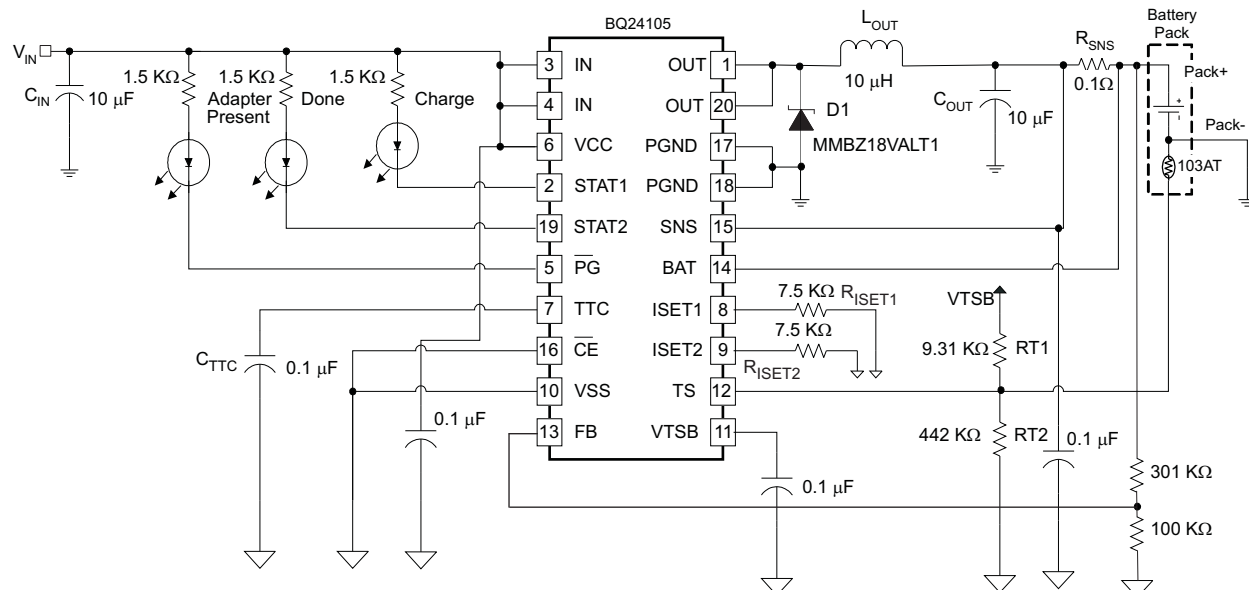 BQ24105
V_IN
C_IN
10 μF
1.5 KΩ
Adapter
Present
1.5 KΩ
Done
1.5 KΩ
Charge
3 IN
4 IN
6 VCC
2 STAT1
19 STAT2
5 PG
7 TTC
16 CE
10 VSS
13 FB
OUT 1
OUT 20
PGND 17
PGND 18
SNS 15
BAT 14
ISET1 8
ISET2 9
TS 12
VTSB 11
C_TTC
0.1 μF
0.1 μF
L_OUT
10 μH
D1
MMBZ18VALT1
C_OUT
10 μF
R_SNS
0.1Ω
Battery
Pack
Pack+
+
-
Pack-
103AT
7.5 KΩ
R_ISET1
7.5 KΩ
R_ISET2
VTSB
9.31 KΩ
RT1
442 KΩ
RT2
0.1 μF
0.1 μF
301 KΩ
100 KΩ